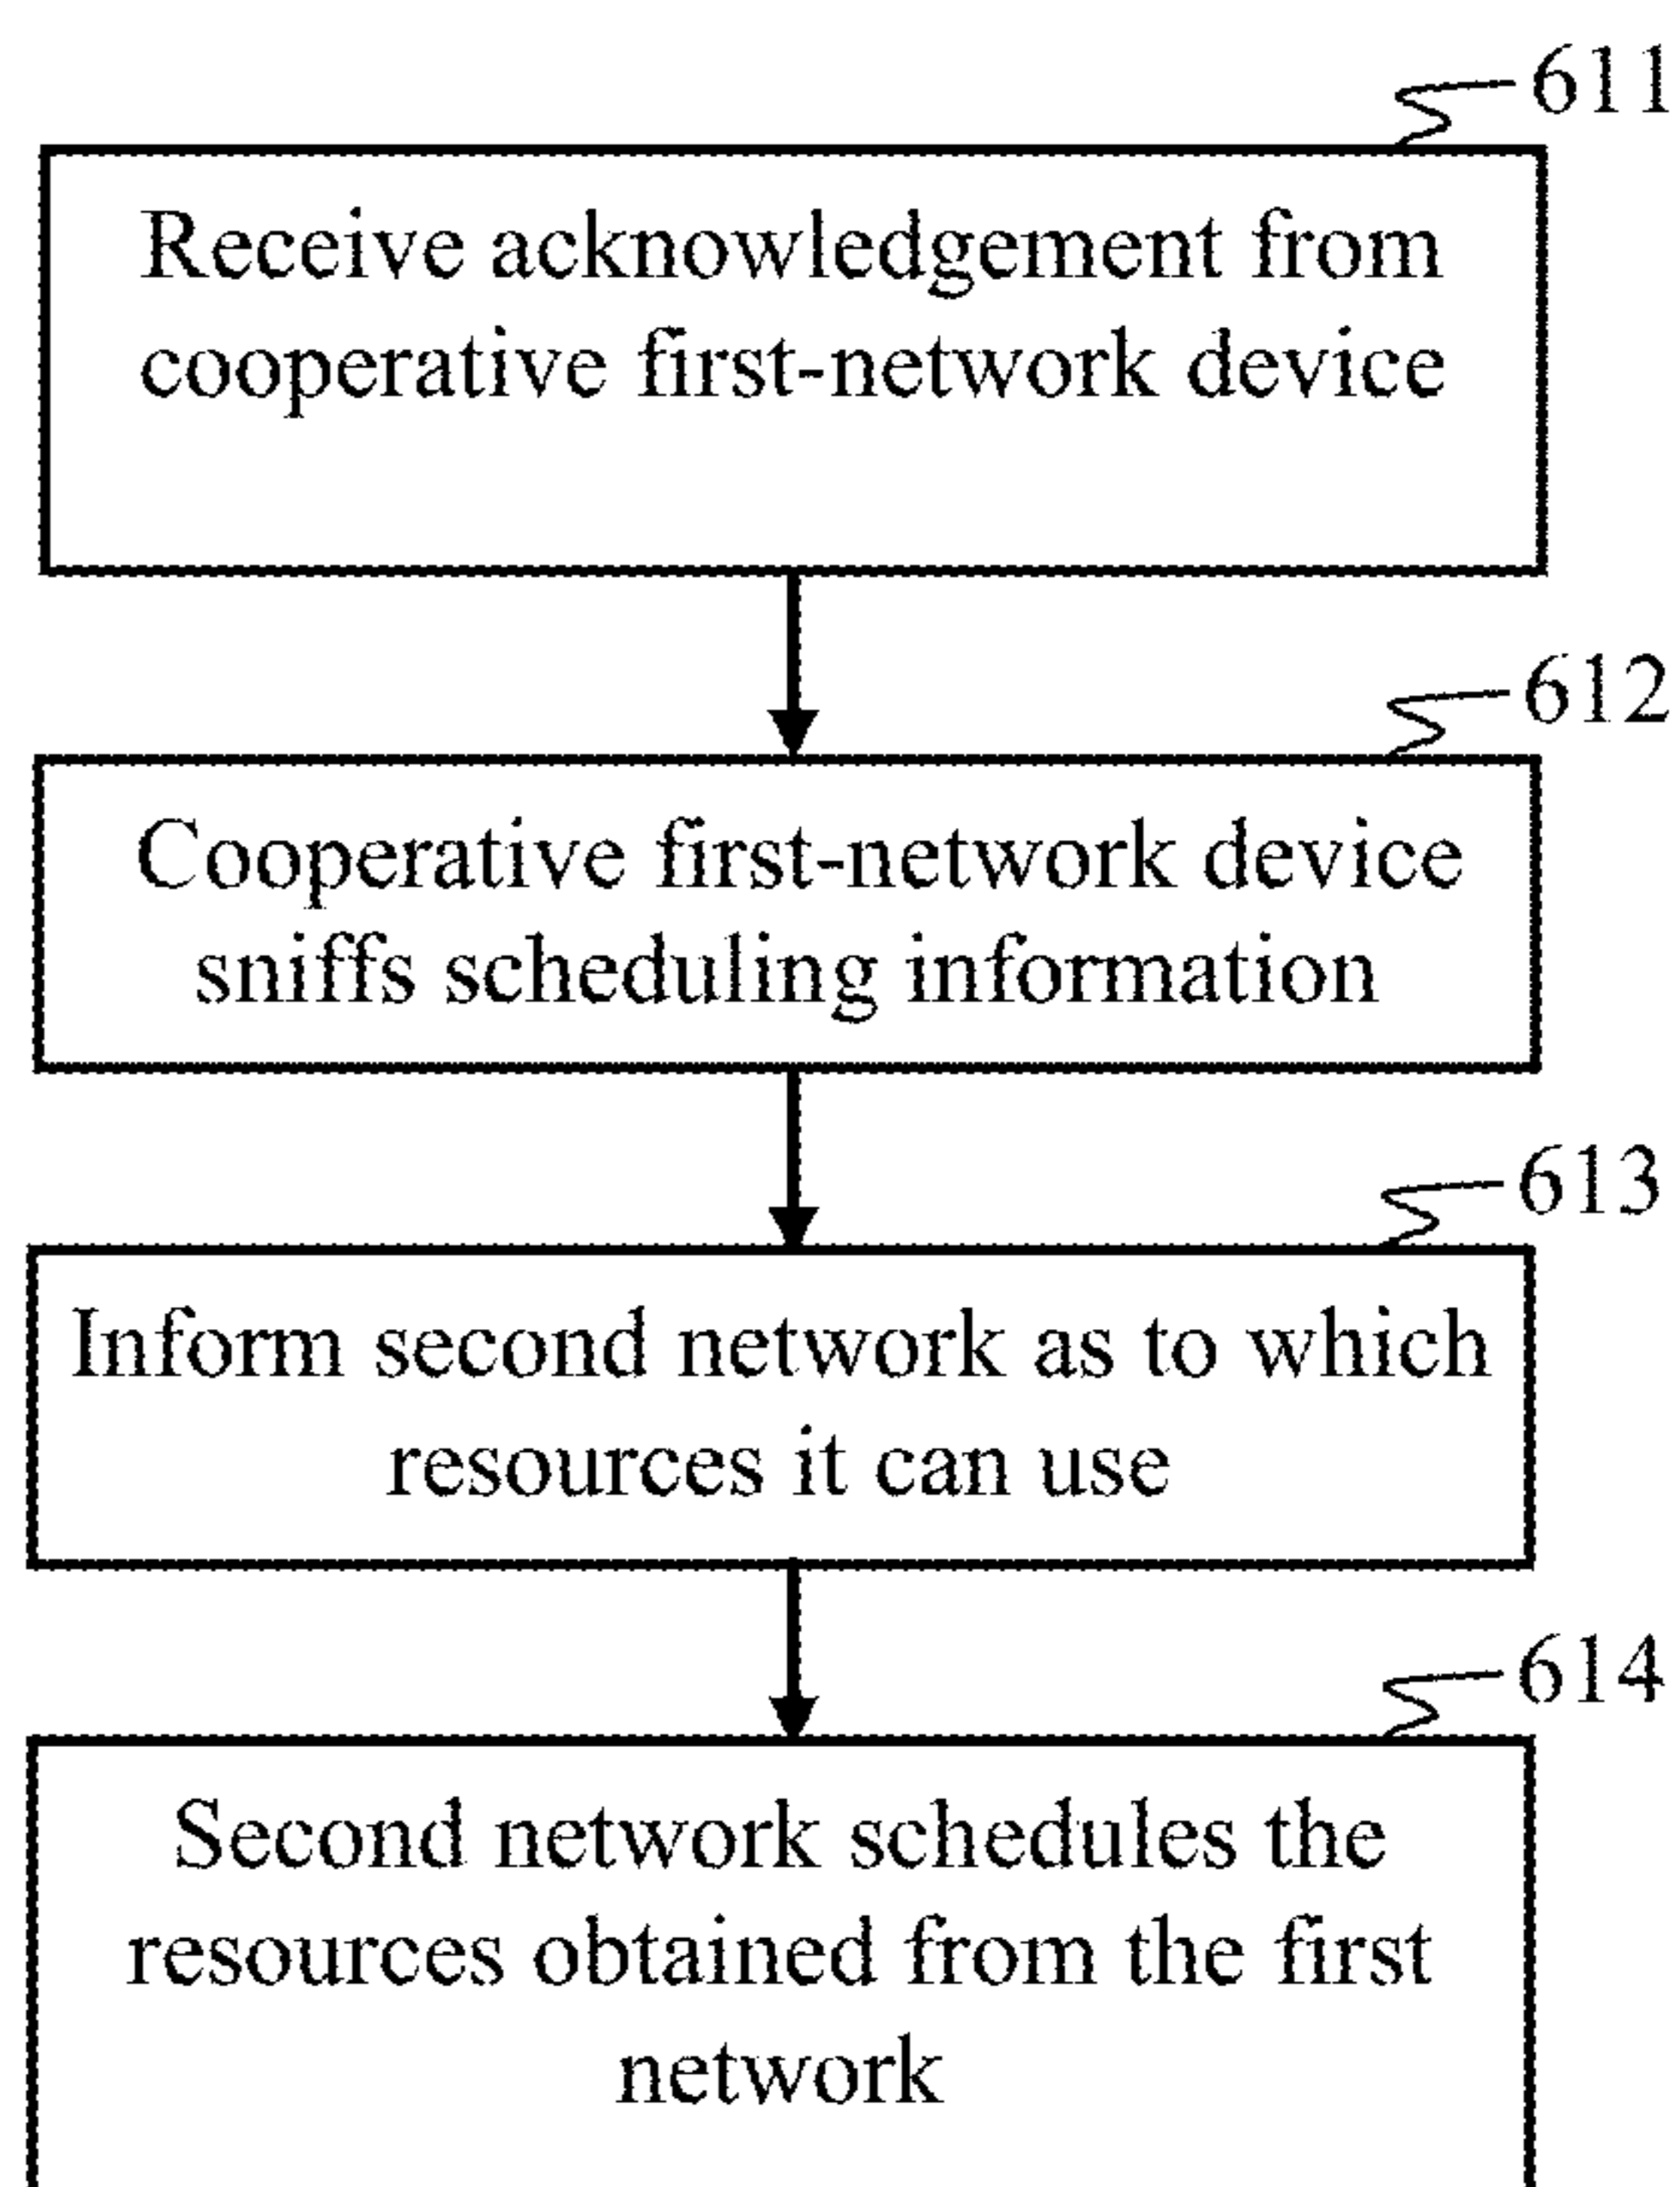 611
Receive acknowledgement from
cooperative first-network device
612
Cooperative first-network device
sniffs scheduling information
613
Inform second network as to which
resources it can use
614
Second network schedules the
resources obtained from the first
network